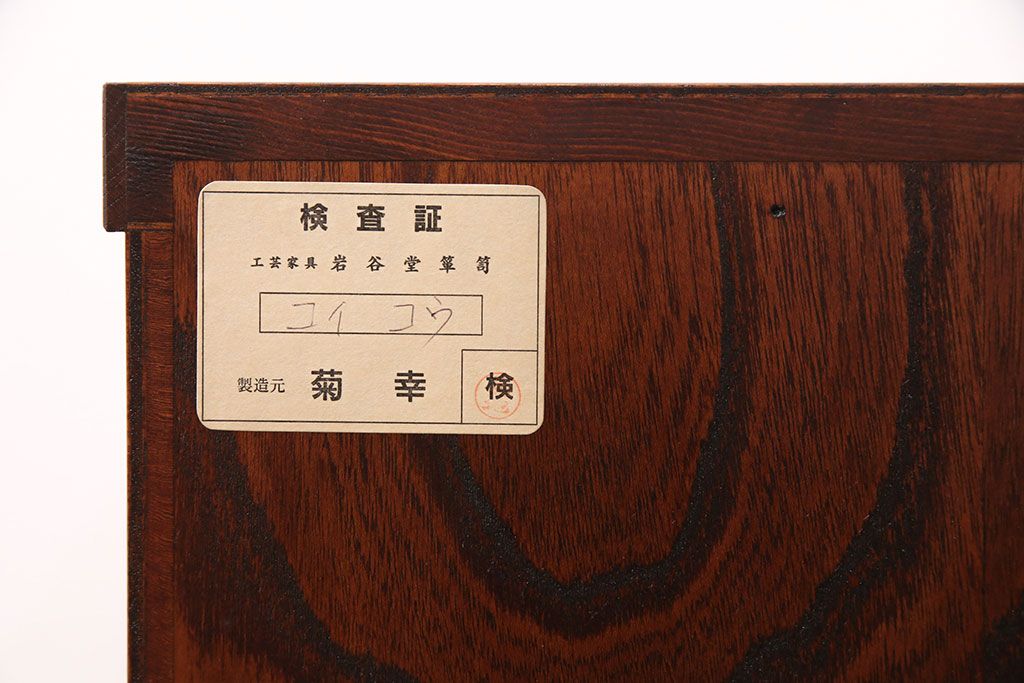 検査証
工芸家具 岩谷堂箪笥
コイ コウ
製造元 菊幸
検